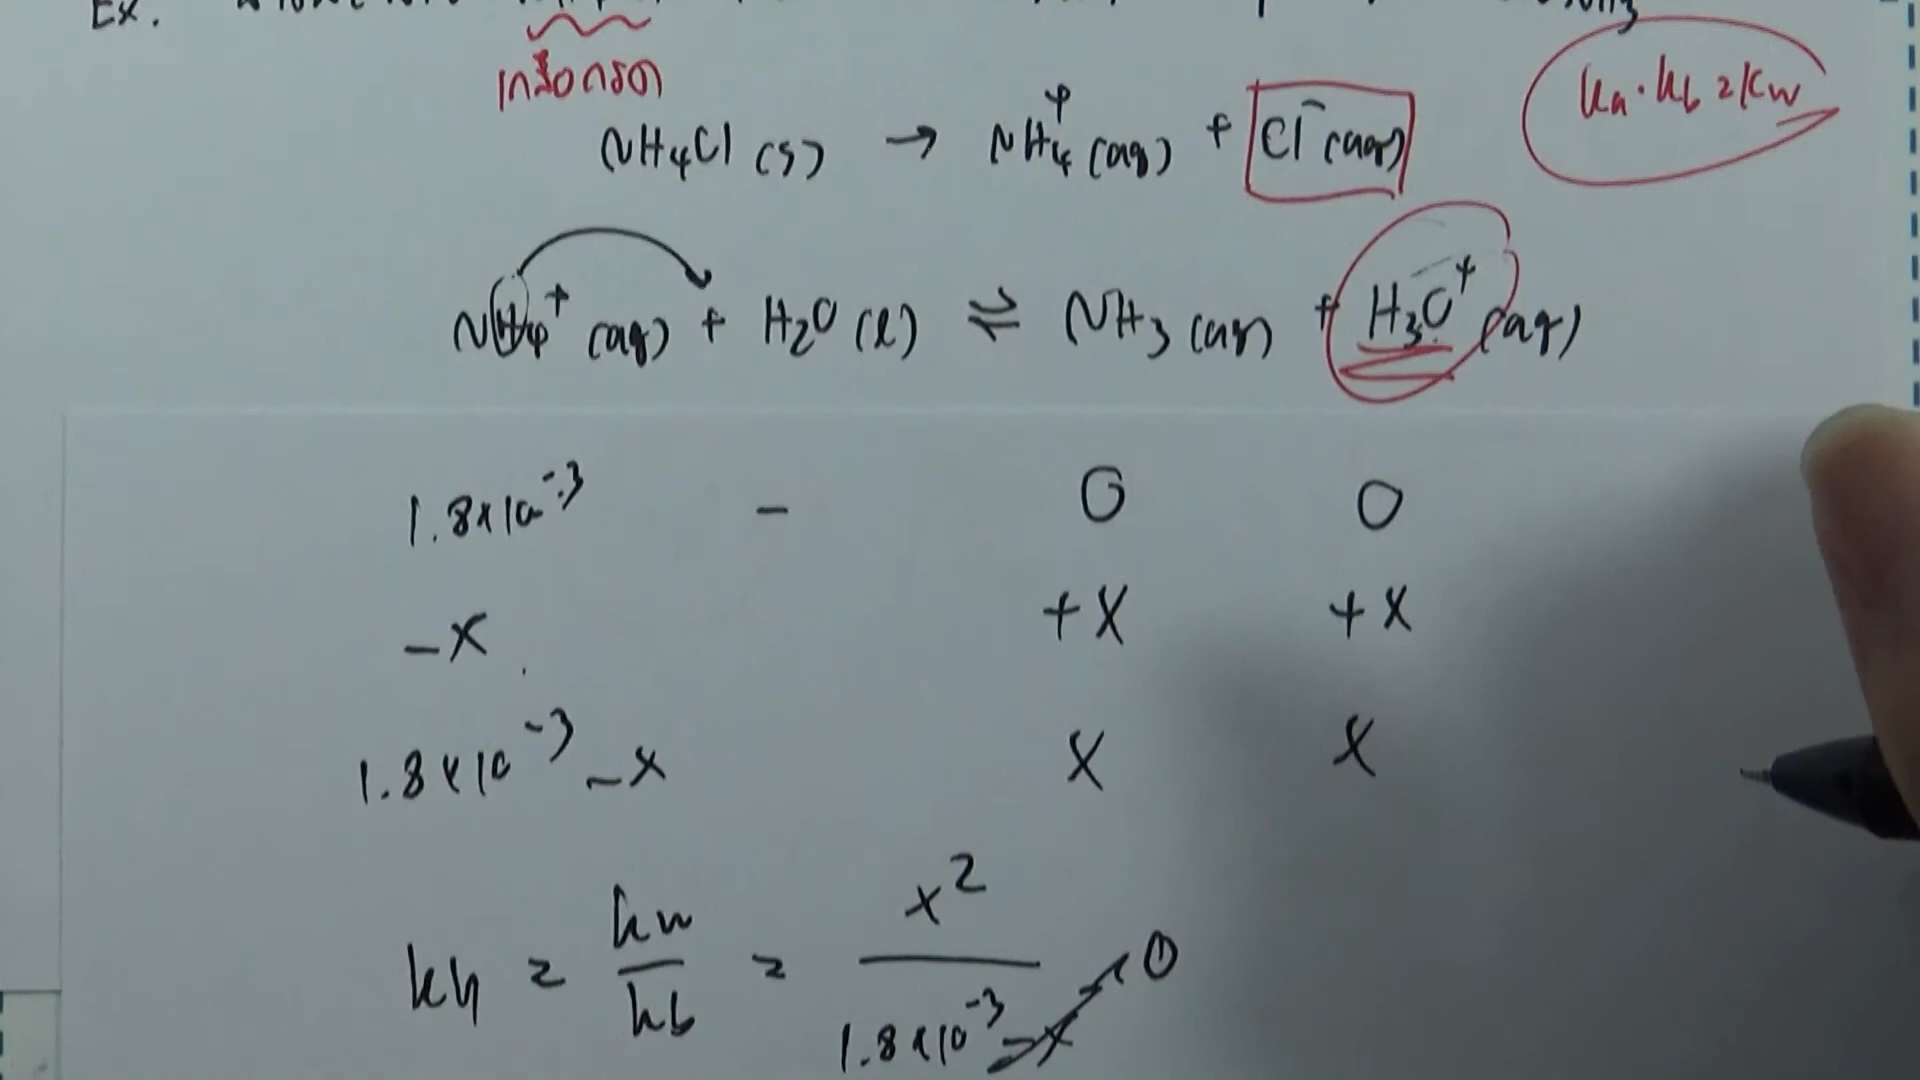 Ex.
เกลือกรด
Ka · Kb = Kw
NH₄Cl (s) → NH₄⁺ (aq) + Cl⁻ (aq)
NH₄⁺ (aq) + H₂O (l) ⇌ NH₃ (aq) + H₃O⁺ (aq)
1.8×10⁻³ - 0 0
-x +x +x
1.8×10⁻³ -x x x
Kh = Kw/Kb = x²/(1.8×10⁻³ - x) 0